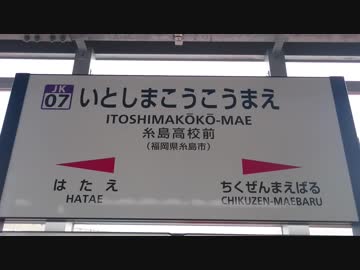 JK
07
いとしまこうこうまえ
ITOSHIMAKŌKŌ-MAE
糸島高校前
(福岡県糸島市)
はたえ
HATAE
ちくぜんまえばる
CHIKUZEN-MAEBARU